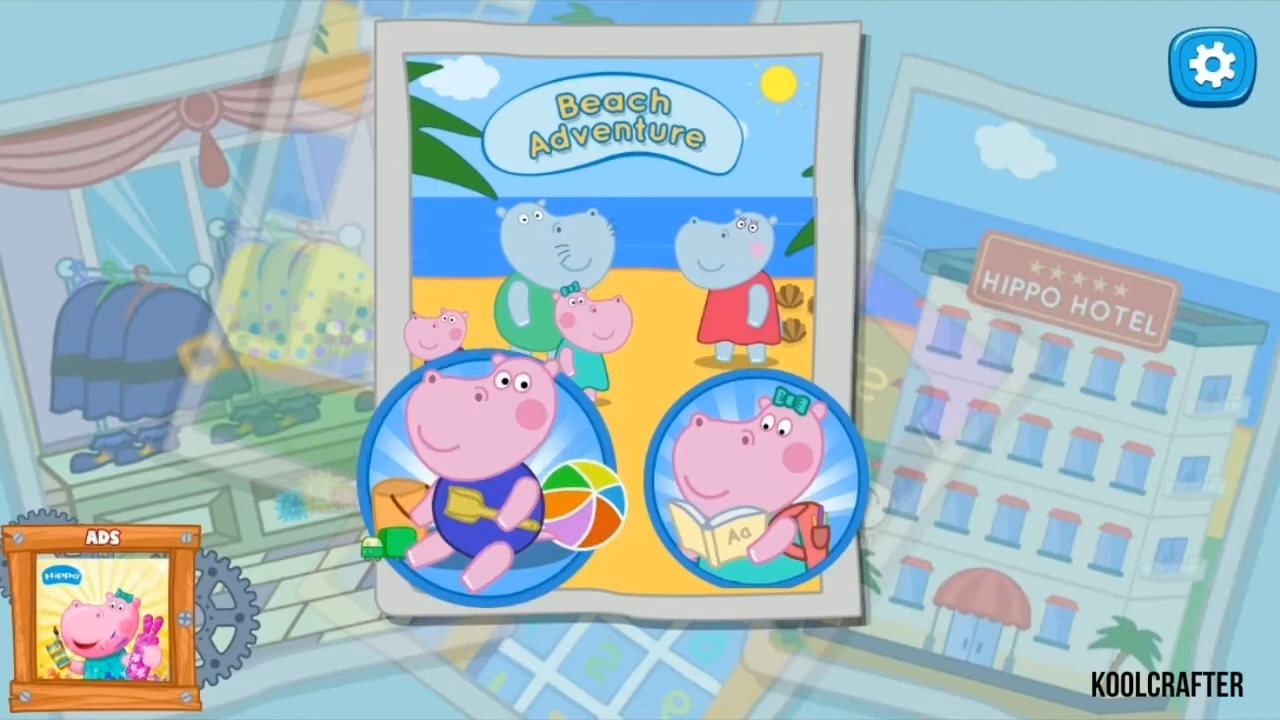 Beach
Adventure
HIPPO HOTEL
Aa
ADS
Hippo
KOOLCRAFTER